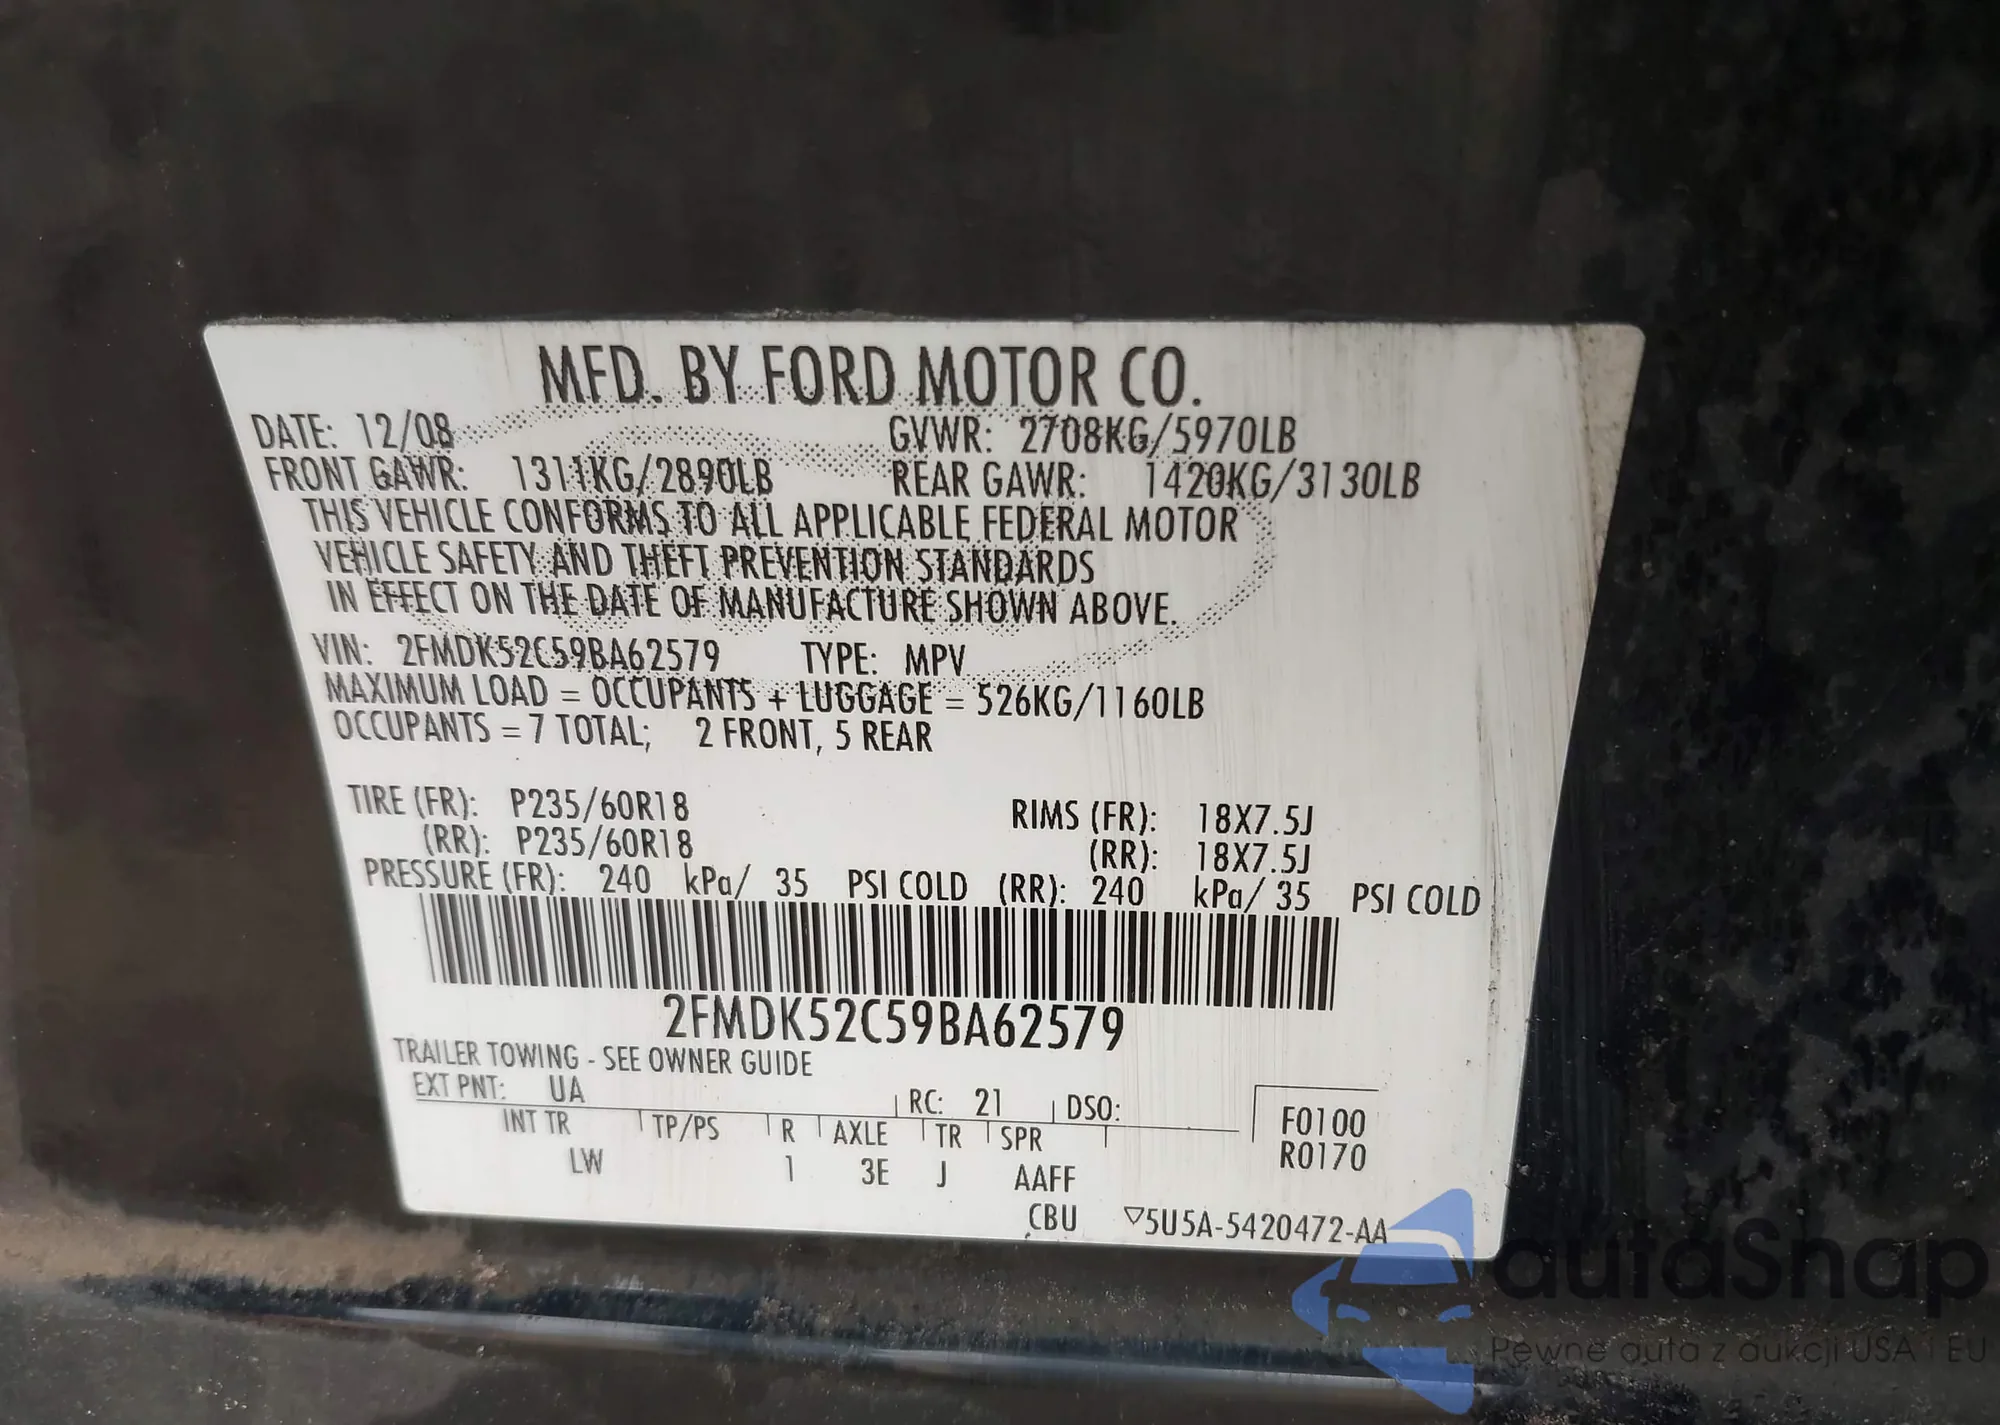 MFD. BY FORD MOTOR CO.
DATE: 12/08 GVWR: 2708KG/5970LB
FRONT GAWR: 1311KG/2890LB REAR GAWR: 1420KG/3130LB
THIS VEHICLE CONFORMS TO ALL APPLICABLE FEDERAL MOTOR
VEHICLE SAFETY AND THEFT PREVENTION STANDARDS
IN EFFECT ON THE DATE OF MANUFACTURE SHOWN ABOVE.
VIN: 2FMDK52C59BA62579 TYPE: MPV
MAXIMUM LOAD = OCCUPANTS + LUGGAGE = 526KG/1160LB
OCCUPANTS = 7 TOTAL; 2 FRONT, 5 REAR
TIRE (FR): P235/60R18 RIMS (FR): 18X7.5J
(RR): P235/60R18 (RR): 18X7.5J
PRESSURE (FR): 240 kPa/ 35 PSI COLD (RR): 240 kPa/ 35 PSI COLD
2FMDK52C59BA62579
TRAILER TOWING - SEE OWNER GUIDE
EXT PNT: UA RC: 21 DSO: F0100
INT TR TP/PS R AXLE TR SPR R0170
LW 1 3E J AAFF
CBU ▽5U5A-5420472-AA
autaShap
Pewne auta z aukcji USA i EU